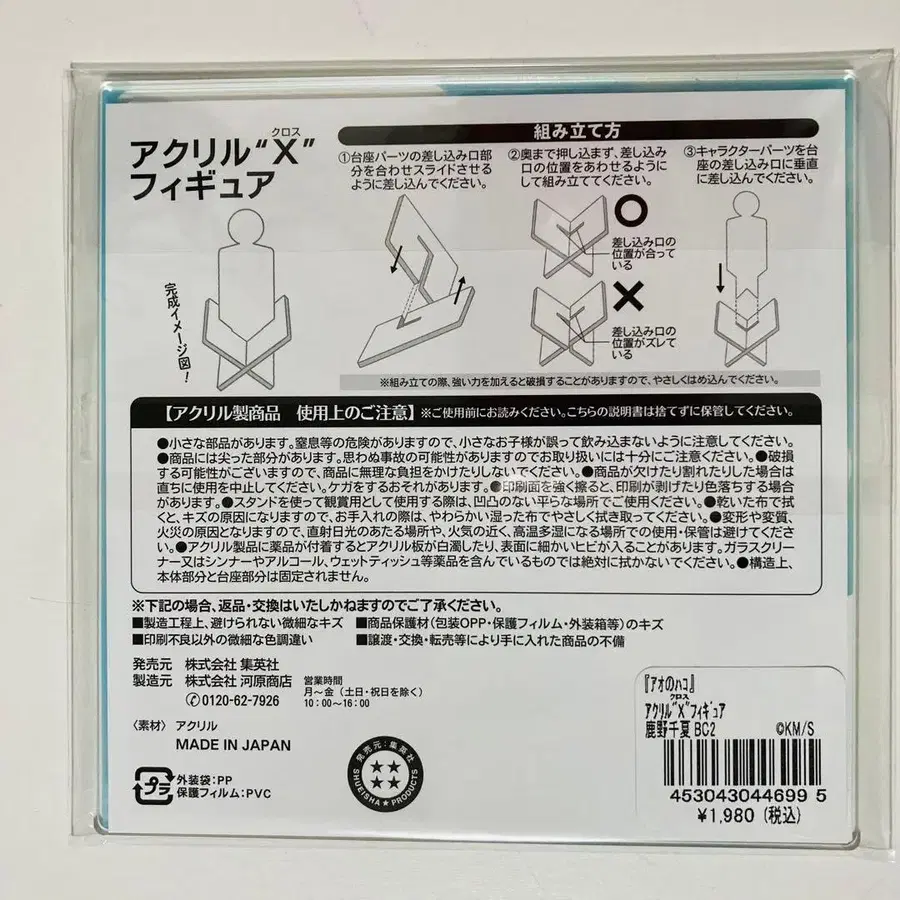 アクリル“X”
クロス
フィギュア
組み立て方
①台座パーツの差し込み口部
分を合わせスライドさせる
ように差し込んでください。
②奥まで押し込まず、差し込み
口の位置をあわせるように
して組み立ててください。
③キャラクターパーツを台
座の差し込み口に垂直
に差し込んでください。
差し込み口の
位置が合って
いる
差し込み口の
位置がズレて
いる
完成イメージ図!
※組み立ての際、強い力を加えると破損することがありますので、やさしくはめ込んでください。
【アクリル製商品 使用上のご注意】※ご使用前にお読みください。こちらの説明書は捨てずに保管してください。
●小さな部品があります。窒息等の危険がありますので、小さなお子様が誤って飲み込まないように注意してください。
●商品には尖った部分があります。思わぬ事故の可能性がありますのでお取り扱いには十分にご注意ください。●破損
する可能性がございますので、商品に無理な負担をかけたりしないでください。●商品が欠けたり割れたりした場合は
直ちに使用を中止してください。ケガをするおそれがあります。●印刷面を強く擦ると、印刷が剥げたり色落ちする場合
があります。●スタンドを使って観賞用として使用する際は、凹凸のない平らな場所でご使用ください。●乾いた布で拭
くと、キズの原因になりますので、お手入れの際は、やわらかい湿った布でやさしく拭き取ってください。●変形や変質、
火災の原因となりますので、直射日光のあたる場所や、火気の近く、高温多湿になる場所での使用・保管は避けてくださ
い。●アクリル製品に薬品が付着するとアクリル板が白濁したり、表面に細かいヒビが入ることがあります。ガラスクリー
ナー又はシンナーやアルコール、ウェットティッシュ等薬品を含んでいるものでは絶対に拭かないでください。●構造上、
本体部分と台座部分は固定されません。
※下記の場合、返品・交換はいたしかねますのでご了承ください。
■製造工程上、避けられない微細なキズ ■商品保護材(包装OPP・保護フィルム・外装箱等)のキズ
■印刷不良以外の微細な色調違い ■譲渡・交換・転売等により手に入れた商品の不備
発売元 株式会社 集英社
製造元 株式会社 河原商店
0120-62-7926
営業時間
月〜金(土日・祝日を除く)
10:00〜16:00
〈素材〉 アクリル
MADE IN JAPAN
プラ
外装袋:PP
保護フィルム:PVC
発売元:集英社
SHUEISHA★PRODUCTS
『アオのハコ』
クロス
アクリル“X”フィギュア
鹿野千夏 BC2 ©KM/S
453043044699 5
¥1,980 (税込)